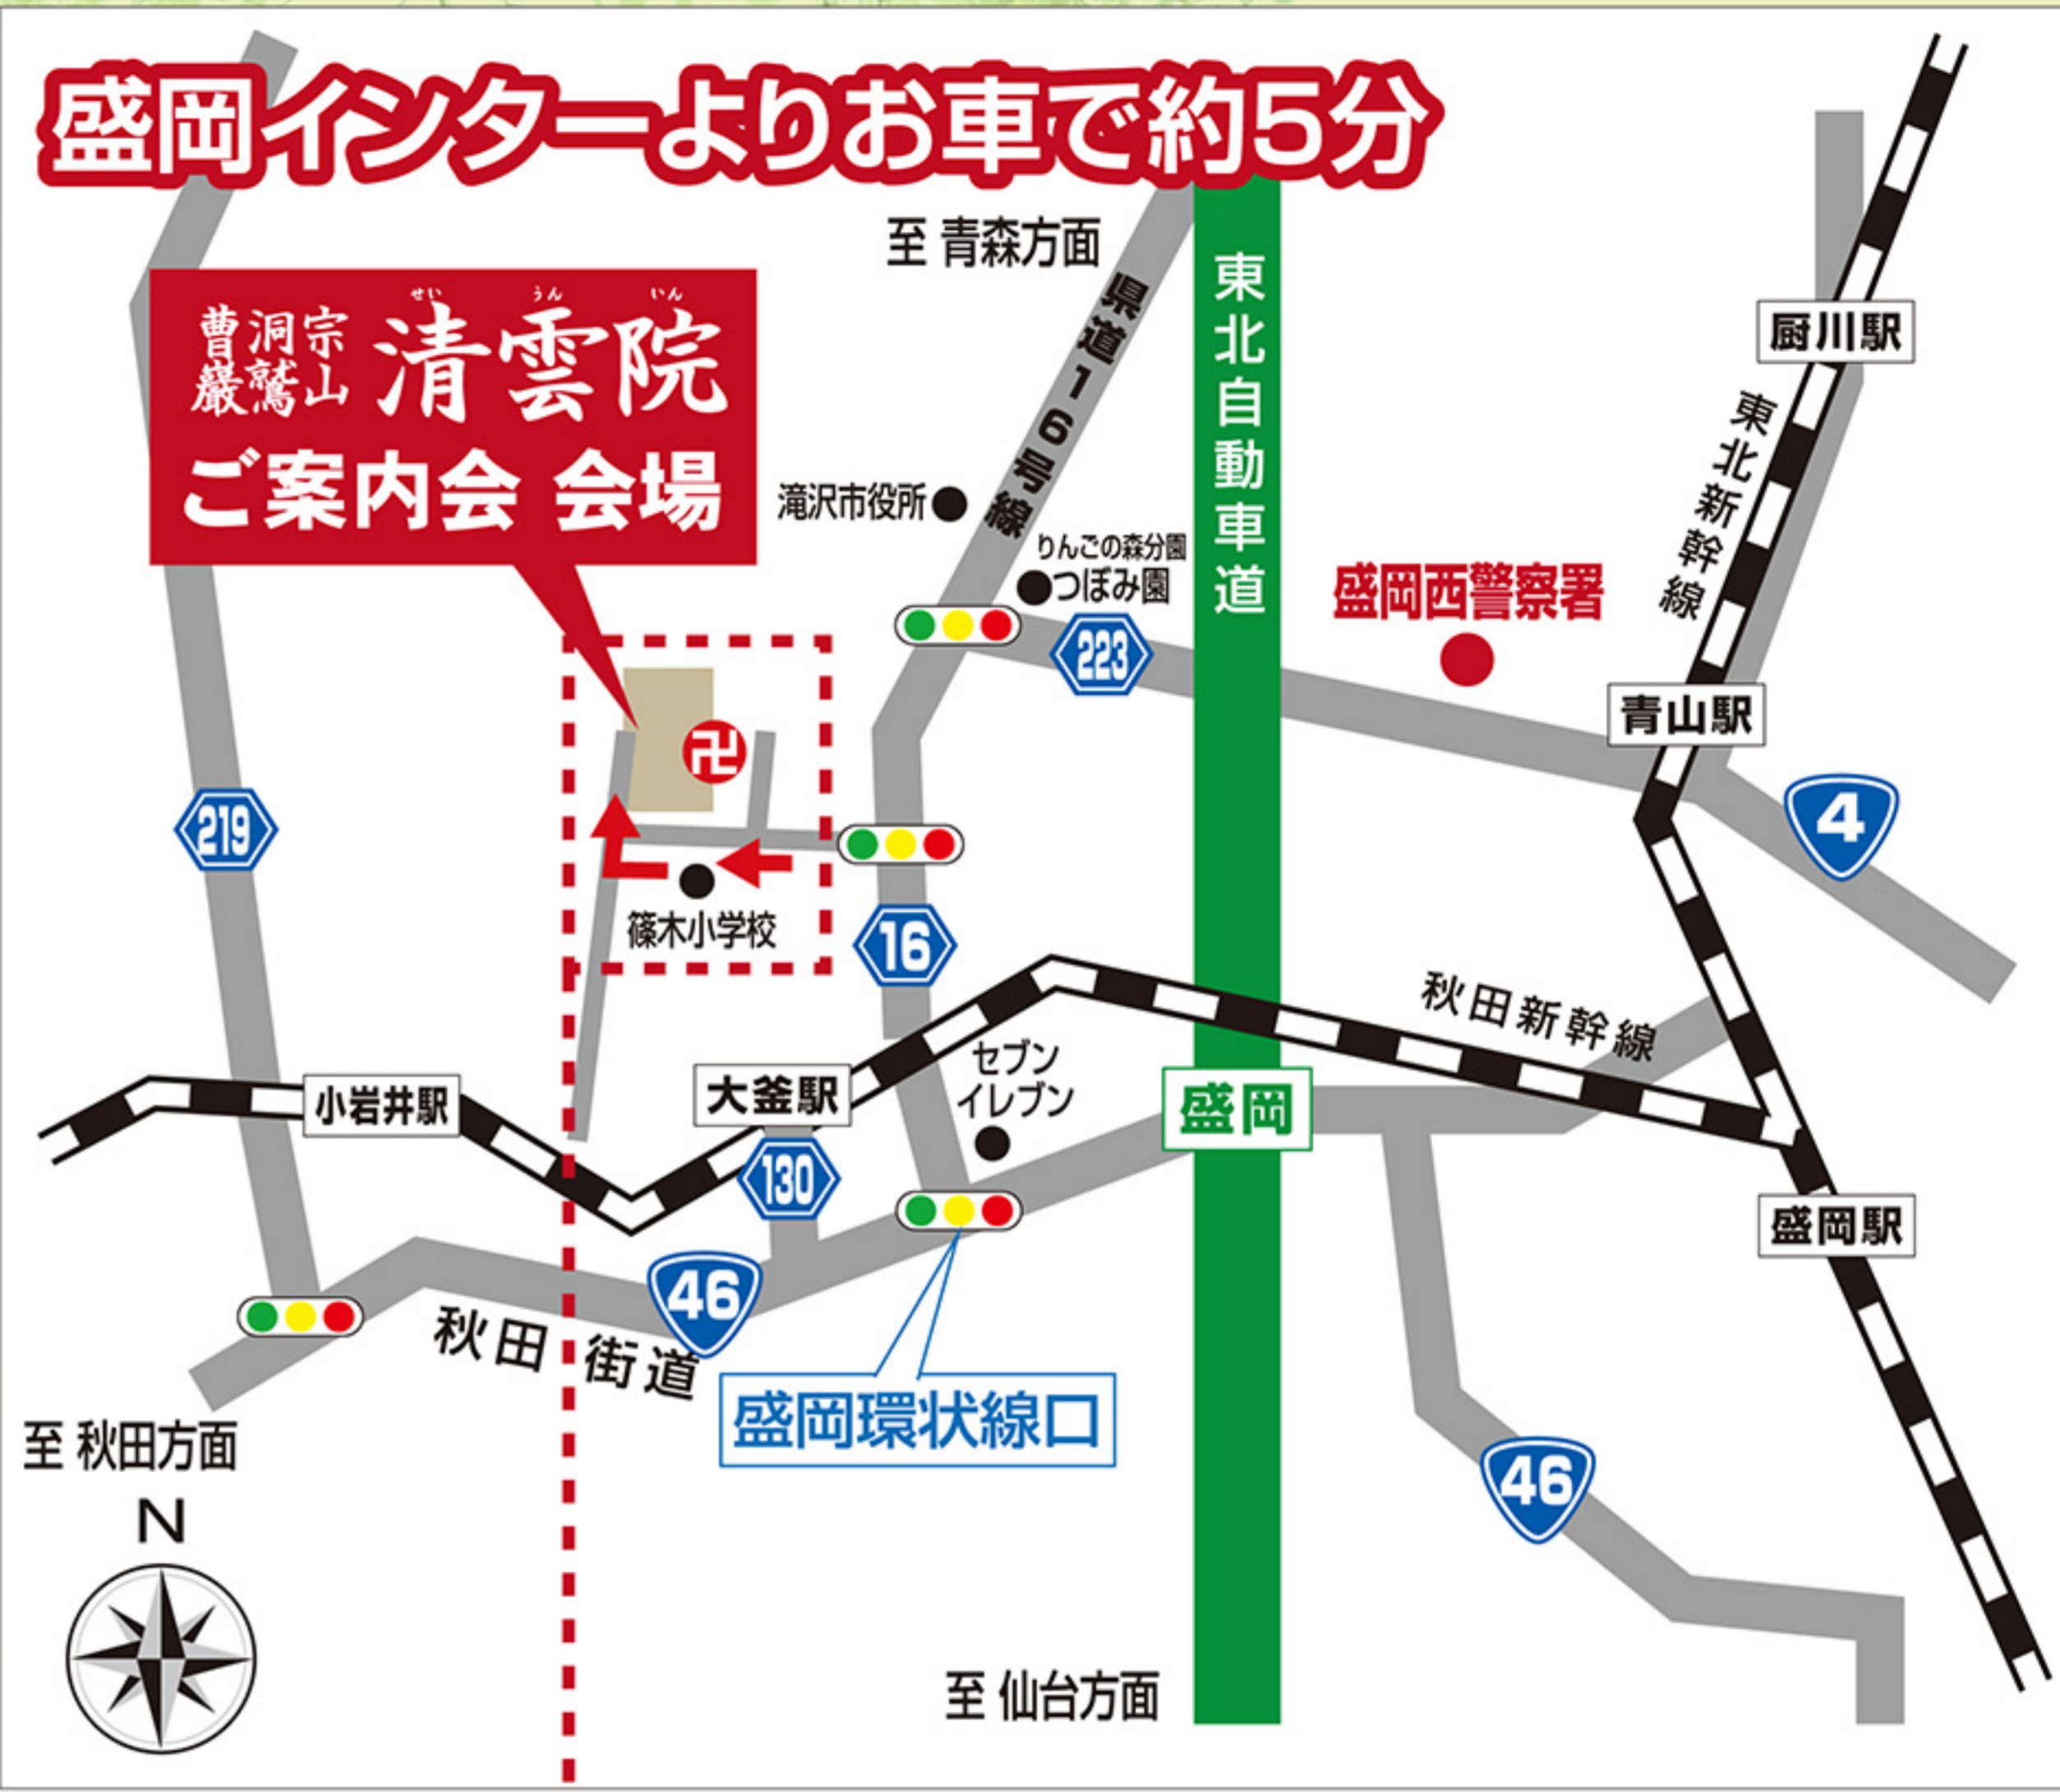 盛岡インターよりお車で約5分
至 青森方面
県道16号線
東北自動車道
厨川駅
せい うん いん
曹洞宗
巖鷲山
清雲院
ご案内会 会場
東北新幹線
滝沢市役所
りんごの森分園
つぼみ園
盛岡西警察署
223
青山駅
卍
219
4
篠木小学校
16
秋田新幹線
セブン
イレブン
小岩井駅
大釜駅
盛岡
130
盛岡駅
46
秋田 街道
盛岡環状線口
至 秋田方面
46
N
至 仙台方面